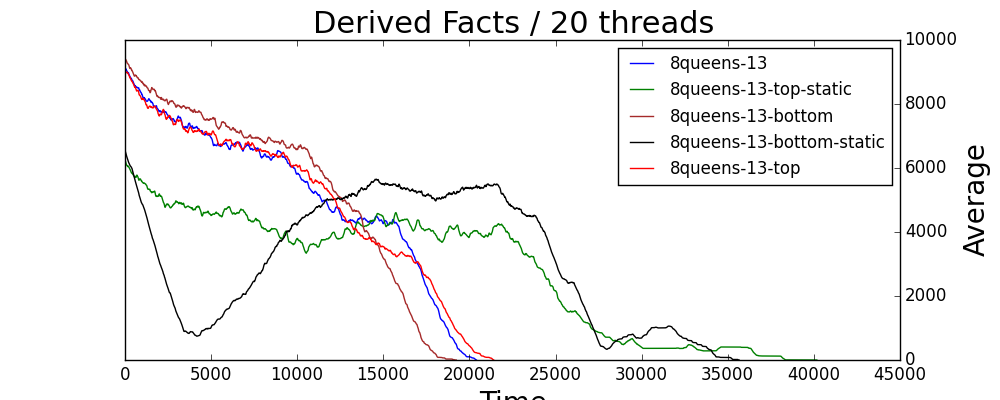 Derived Facts / 20 threads
8queens-13
8queens-13-top-static
8queens-13-bottom
8queens-13-bottom-static
8queens-13-top
10000
8000
6000
4000
2000
0
Average
0 5000 10000 15000 20000 25000 30000 35000 40000 45000
Time